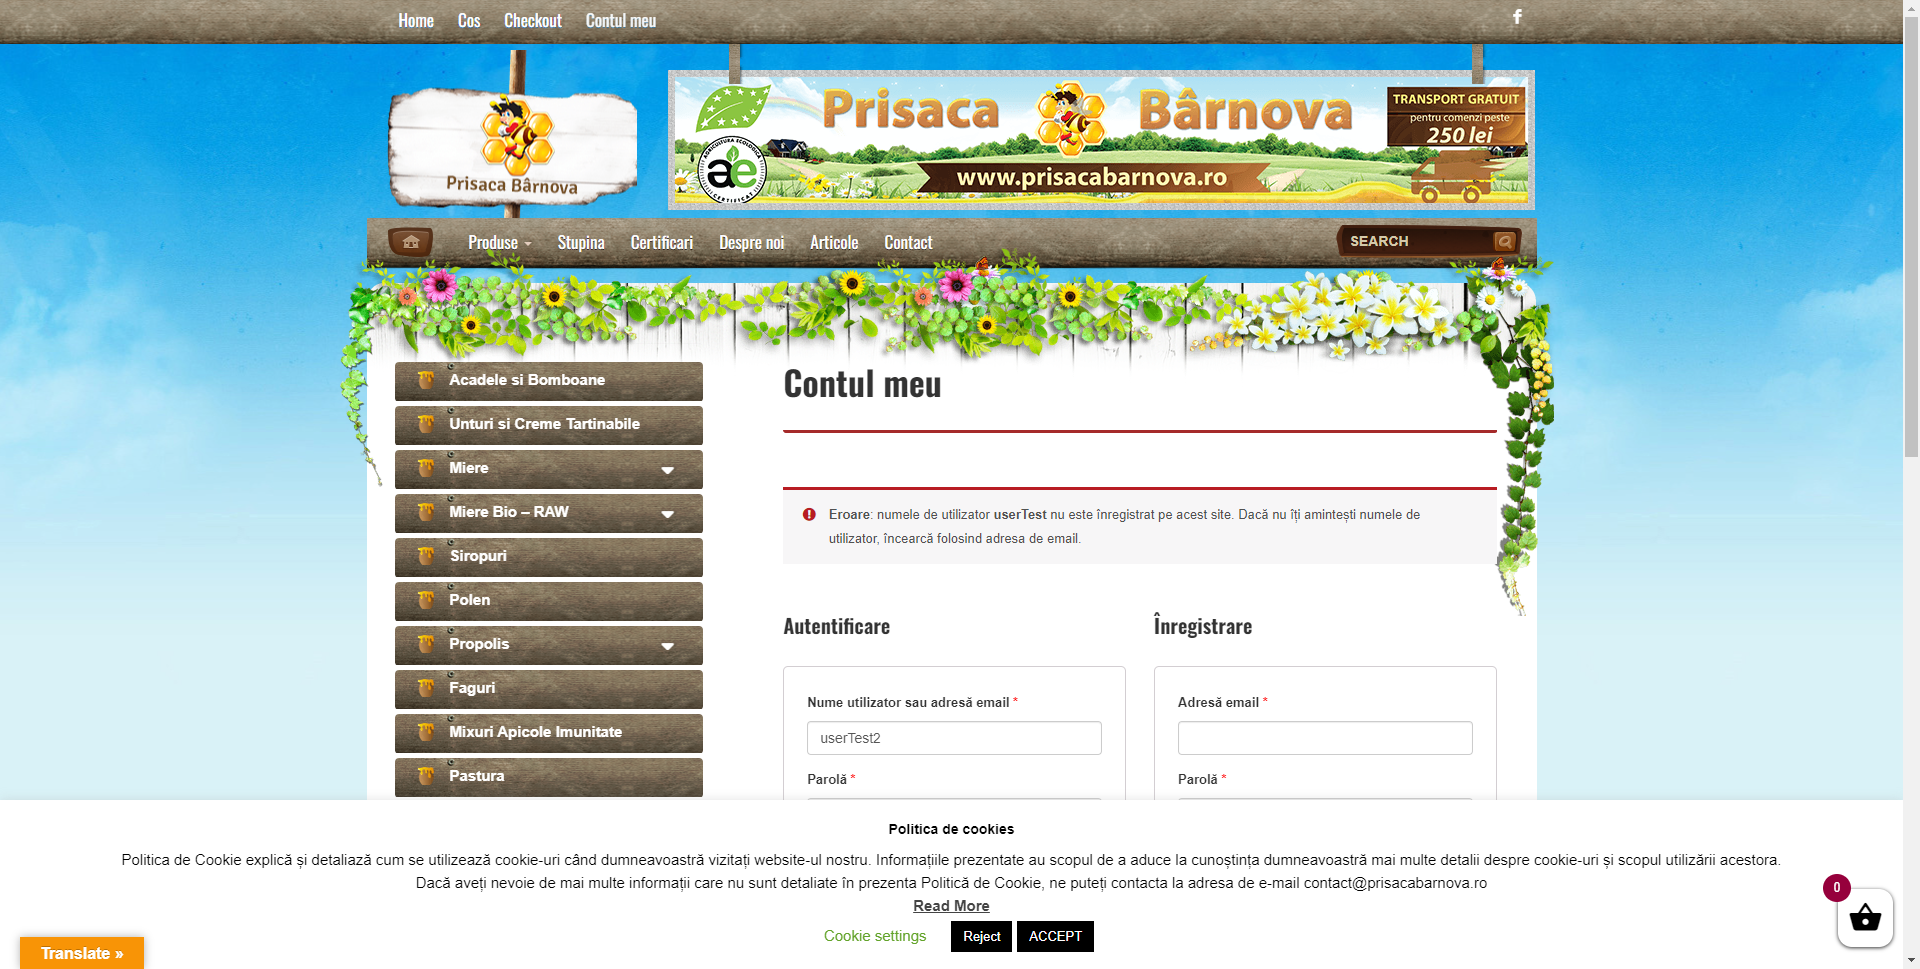 Home Cos Checkout Contul meu
Prisaca Bârnova
Prisaca Bârnova
AGRICULTURA ECOLOGICA
ae
CERTIFICAT
www.prisacabarnova.ro
TRANSPORT GRATUIT
pentru comenzi peste
250 lei
Produse Stupina Certificari Despre noi Articole Contact
SEARCH
Acadele si Bomboane
Unturi si Creme Tartinabile
Miere
Miere Bio – RAW
Siropuri
Polen
Propolis
Faguri
Mixuri Apicole Imunitate
Pastura
Contul meu
Eroare: numele de utilizator userTest nu este înregistrat pe acest site. Dacă nu îți amintești numele de
utilizator, încearcă folosind adresa de email.
Autentificare
Nume utilizator sau adresă email *
userTest2
Parolă *
Înregistrare
Adresă email *
Parolă *
Politica de cookies
Politica de Cookie explică și detaliază cum se utilizează cookie-uri când dumneavoastră vizitați website-ul nostru. Informațiile prezentate au scopul de a aduce la cunoștința dumneavoastră mai multe detalii despre cookie-uri și scopul utilizării acestora.
Dacă aveți nevoie de mai multe informații care nu sunt detaliate în prezenta Politică de Cookie, ne puteți contacta la adresa de e-mail contact@prisacabarnova.ro
Read More
Cookie settings Reject ACCEPT
0
Translate »